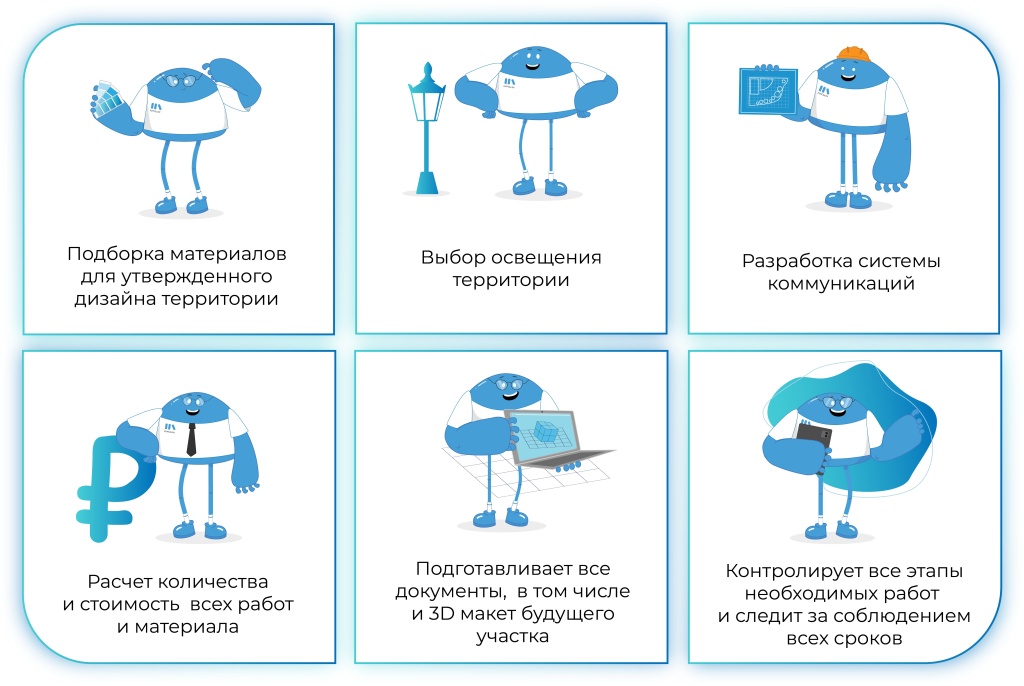 Подборка материалов
для утвержденного
дизайна территории
Выбор освещения
территории
Разработка системы
коммуникаций
Расчет количества
и стоимость всех работ
и материала
Подготавливает все
документы, в том числе
и 3D макет будущего
участка
Контролирует все этапы
необходимых работ
и следит за соблюдением
всех сроков